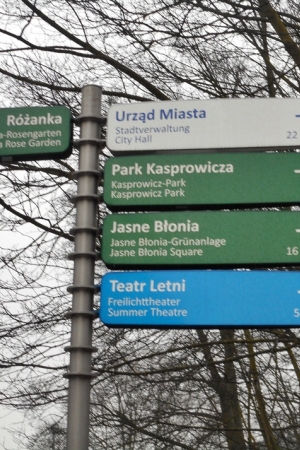 Różanka
-Rosengarten
Rose Garden
Urząd Miasta
Stadtverwaltung
City Hall
22
Park Kasprowicza
Kasprowicz-Park
Kasprowicz Park
Jasne Błonia
Jasne Błonia-Grünanlage
Jasne Błonia Square
16
Teatr Letni
Freilichttheater
Summer Theatre
5